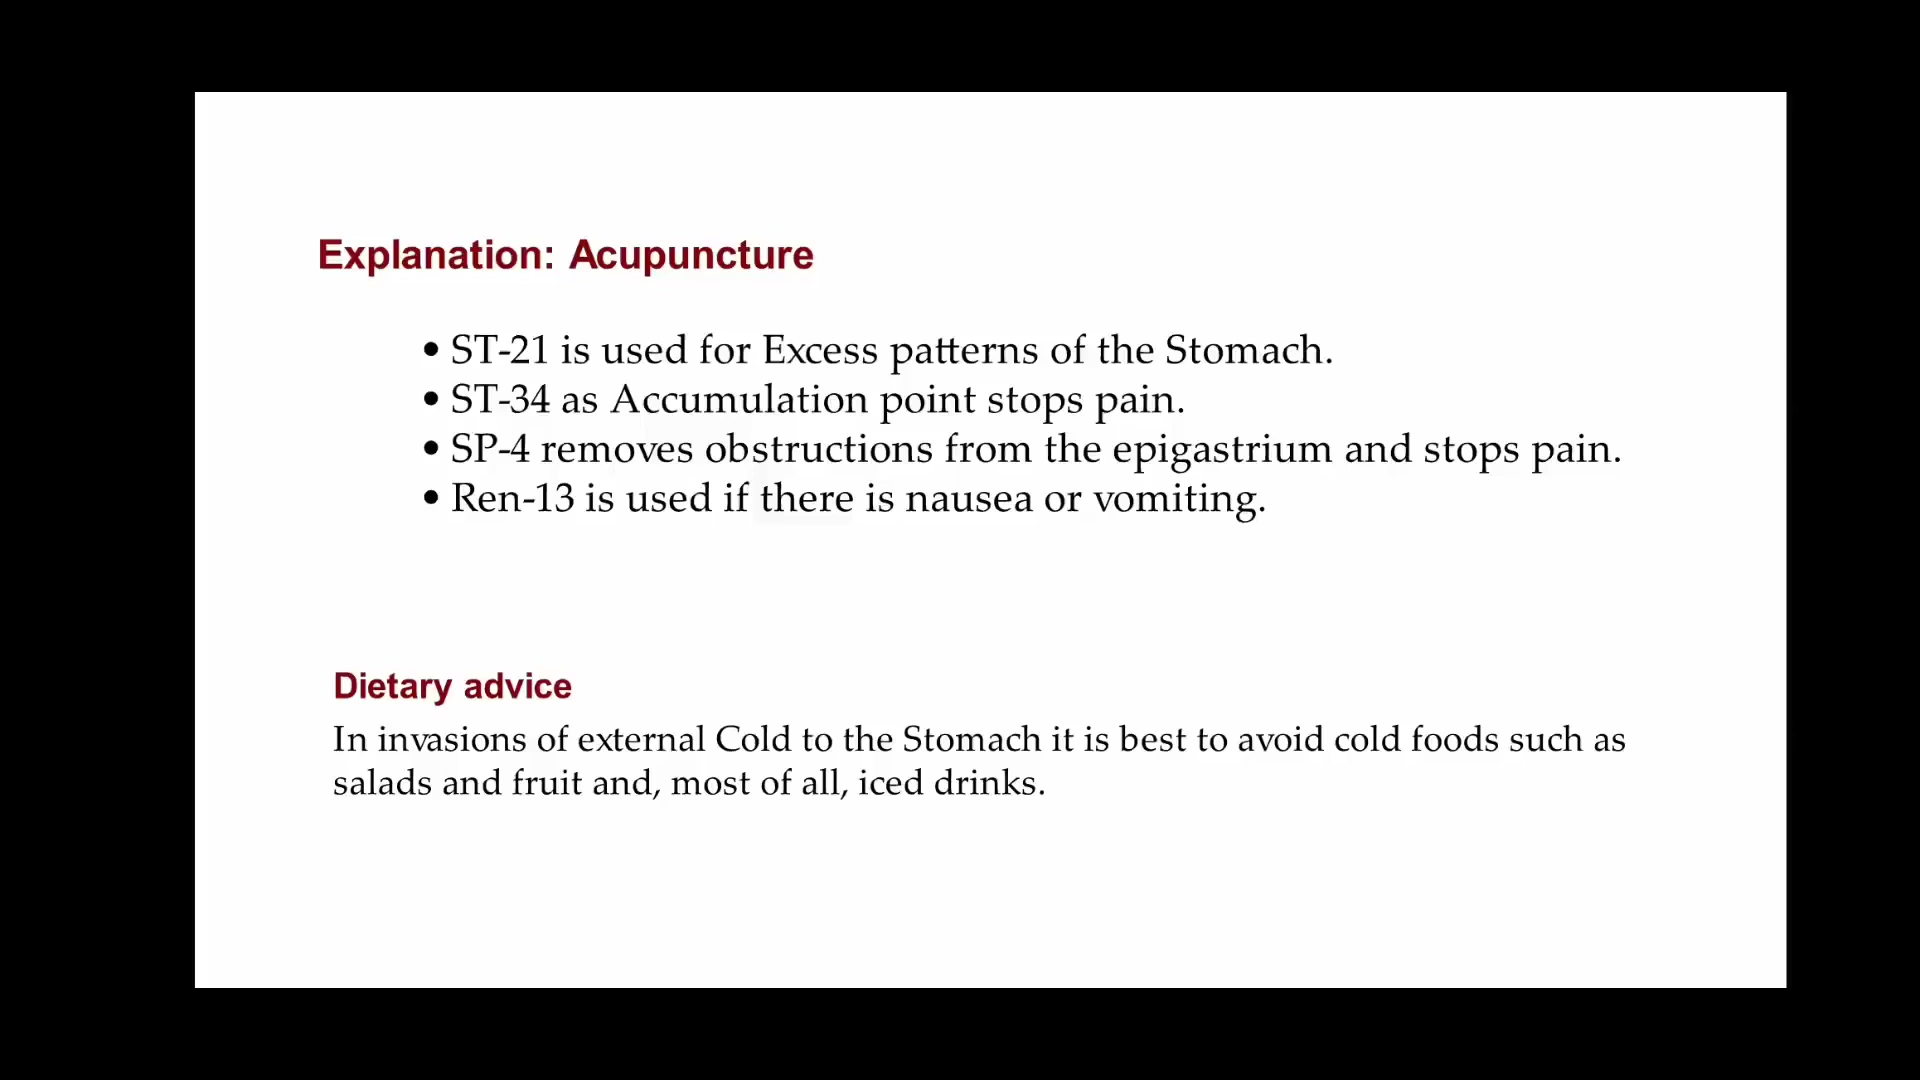 Explanation: Acupuncture
• ST-21 is used for Excess patterns of the Stomach.
• ST-34 as Accumulation point stops pain.
• SP-4 removes obstructions from the epigastrium and stops pain.
• Ren-13 is used if there is nausea or vomiting.
Dietary advice
In invasions of external Cold to the Stomach it is best to avoid cold foods such as
salads and fruit and, most of all, iced drinks.